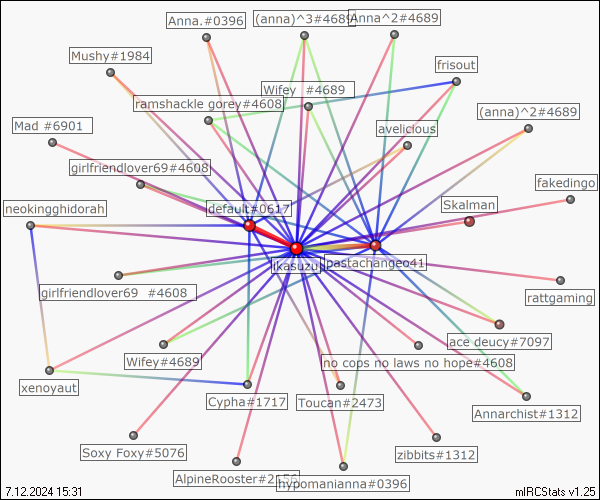 Anna.#0396
(anna)^3#4689
Anna^2#4689
Mushy#1984
frisout
Wifey #4689
ramshackle gorey#4608
(anna)^2#4689
Mad #6901
avelicious
girlfriendlover69#4608
fakedingo
neokingghidorah
default#0617
Skalman
ikasuzu
pastachangeo41
girlfriendlover69 #4608
rattgaming
ace deucy#7097
Wifey#4689
no cops no laws no hope#4608
xenoyaut
Cypha#1717
Toucan#2473
Annarchist#1312
Soxy Foxy#5076
zibbits#1312
AlpineRooster#2156
hypomanianna#0396
7.12.2024 15:31
mIRCStats v1.25